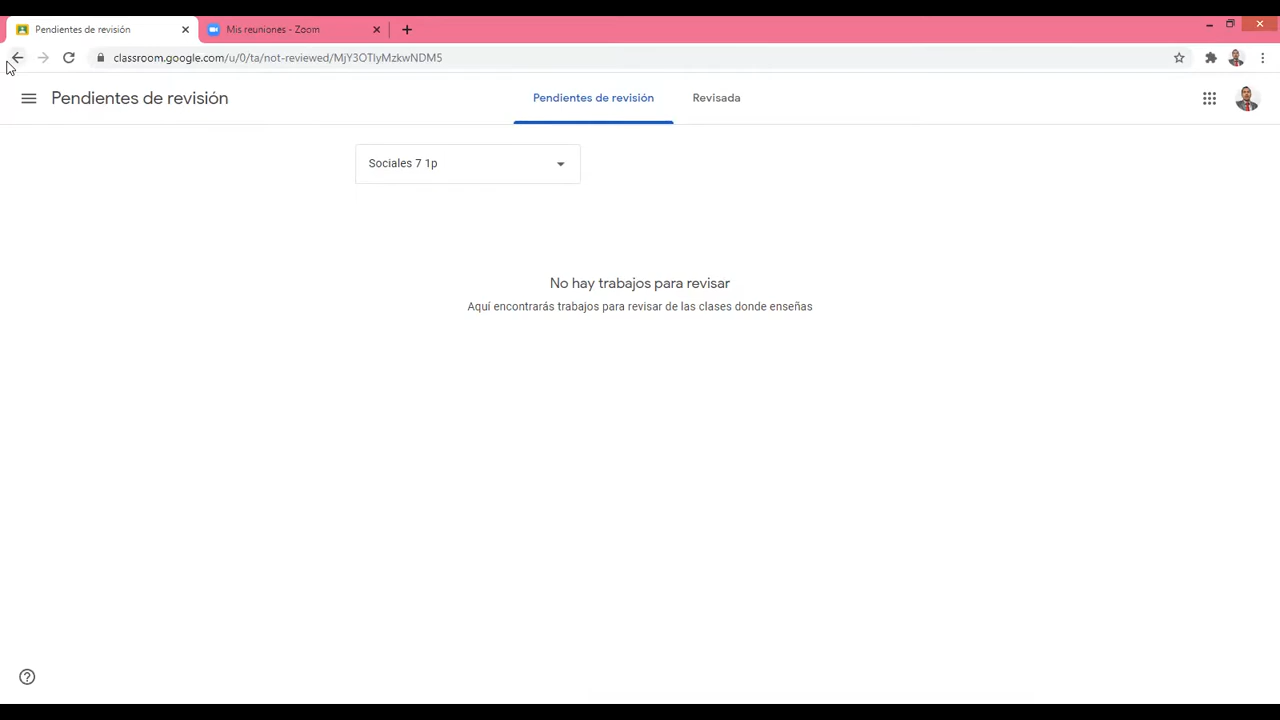 Pendientes de revisión
Mis reuniones - Zoom
classroom.google.com/u/0/ta/not-reviewed/MjY3OTIyMzkwNDM5
Pendientes de revisión
Pendientes de revisión
Revisada
Sociales 7 1p
No hay trabajos para revisar
Aquí encontrarás trabajos para revisar de las clases donde enseñas